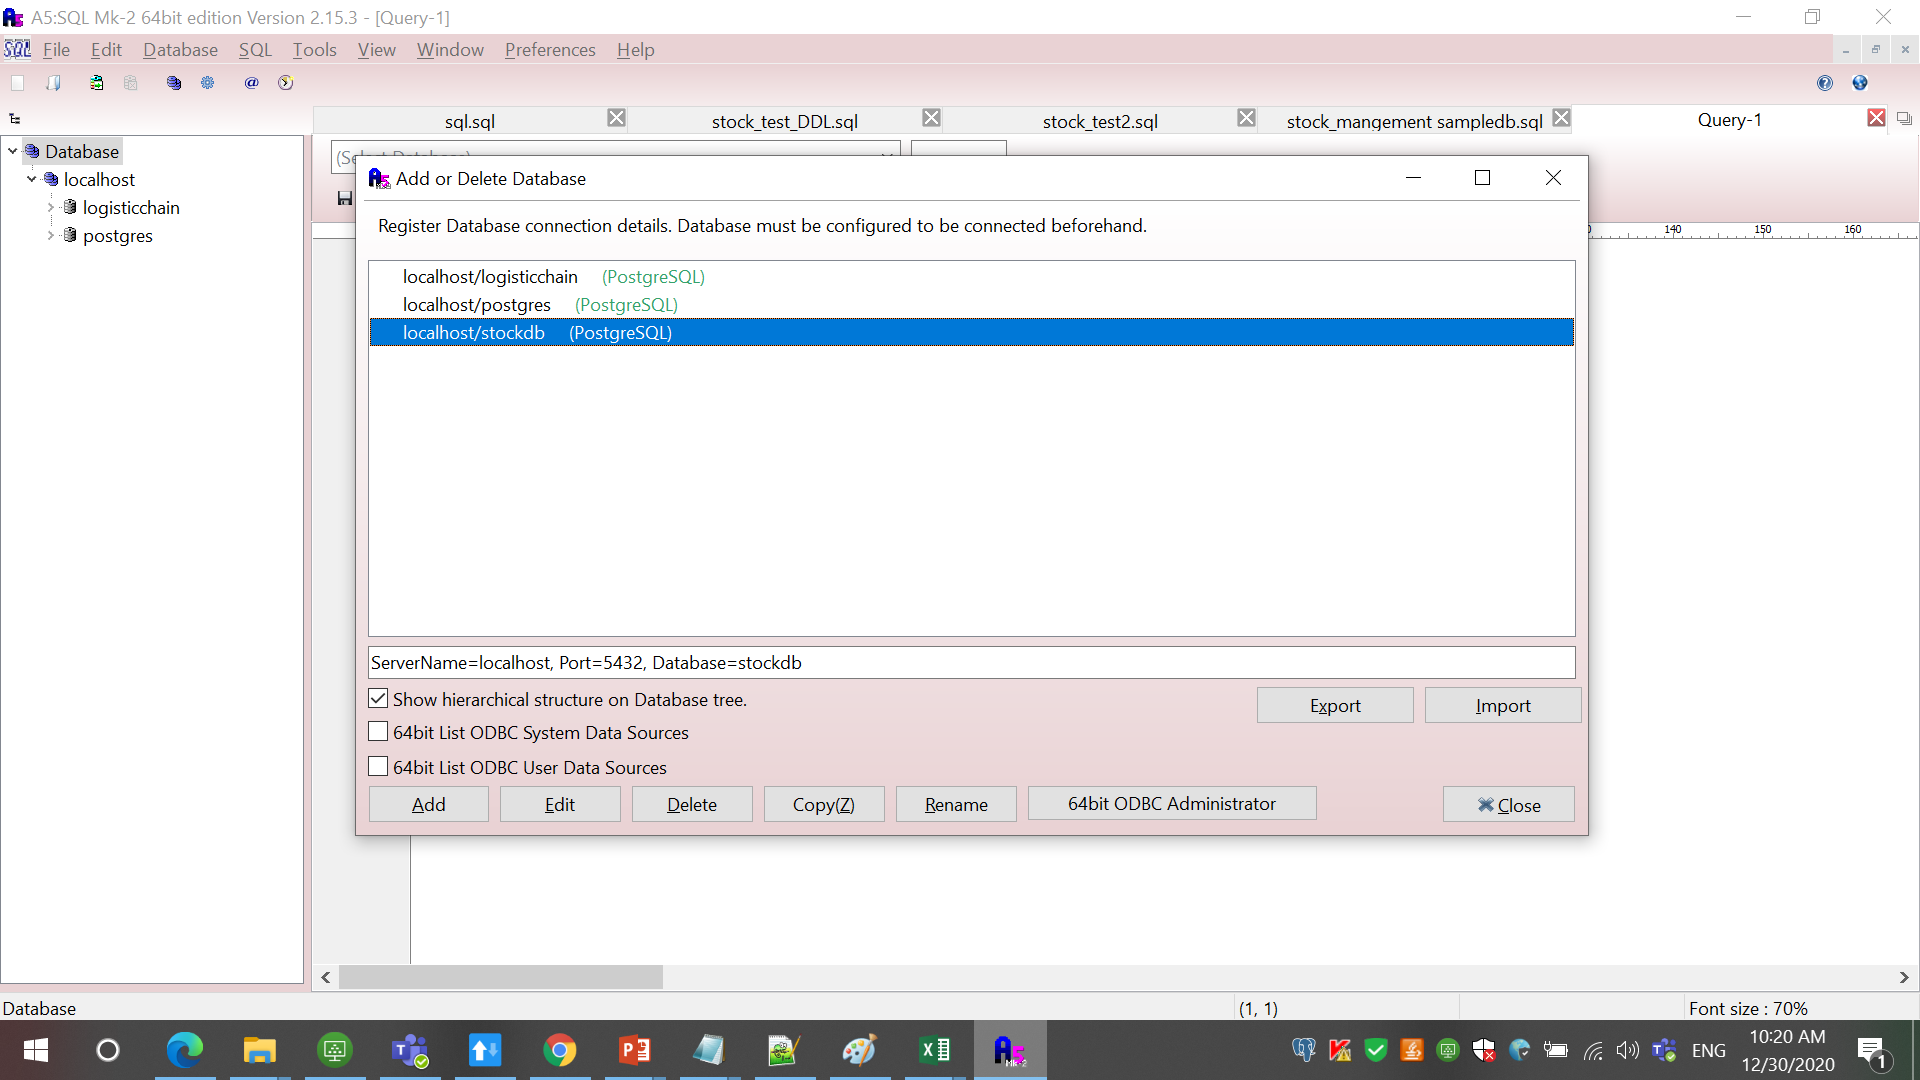 A5:SQL Mk-2 64bit edition Version 2.15.3 - [Query-1]
File Edit Database SQL Tools View Window Preferences Help
sql.sql stock_test_DDL.sql stock_test2.sql stock_mangement sampledb.sql Query-1
Database
localhost
logisticchain
postgres
Add or Delete Database
Register Database connection details. Database must be configured to be connected beforehand.
140 150 160
localhost/logisticchain (PostgreSQL)
localhost/postgres (PostgreSQL)
localhost/stockdb (PostgreSQL)
ServerName=localhost, Port=5432, Database=stockdb
Show hierarchical structure on Database tree.
Export Import
64bit List ODBC System Data Sources
64bit List ODBC User Data Sources
Add Edit Delete Copy(Z) Rename 64bit ODBC Administrator Close
Database (1, 1) Font size : 70%
ENG
10:20 AM
12/30/2020
1